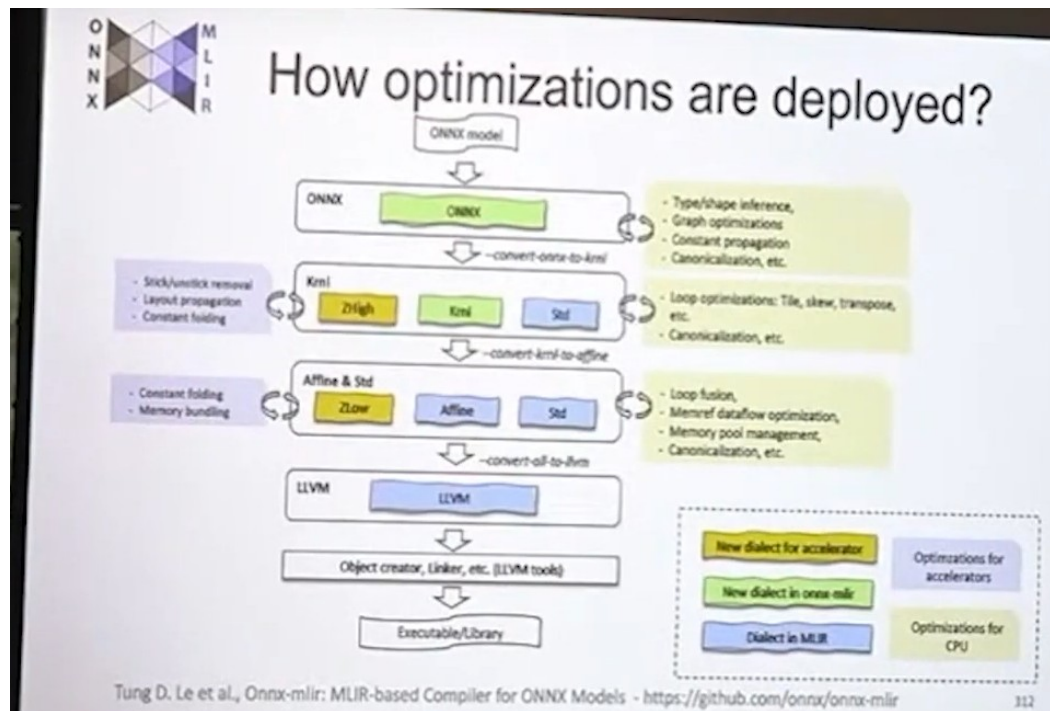 ONNX
MLIR
How optimizations are deployed?
ONNX model
ONNX
ONNX
- Type/shape inference,
- Graph optimizations
- Constant propagation
- Canonicalization, etc.
--convert-onnx-to-krnl
- Stick/unstick removal
- Layout propagation
- Constant folding
Krnl
ZHigh
Krnl
Std
- Loop optimizations: Tile, skew, transpose,
etc.
- Canonicalization, etc.
--convert-krnl-to-affine
- Constant folding
- Memory bundling
Affine & Std
ZLow
Affine
Std
- Loop fusion,
- Memref dataflow optimization,
- Memory pool management,
- Canonicalization, etc.
--convert-all-to-llvm
LLVM
LLVM
Object creator, Linker, etc. (LLVM tools)
Executable/Library
New dialect for accelerator
New dialect in onnx-mlir
Dialect in MLIR
Optimzations for
accelerators
Optimizations for
CPU
Tung D. Le et al., Onnx-mlir: MLIR-based Compiler for ONNX Models - https://github.com/onnx/onnx-mlir
312